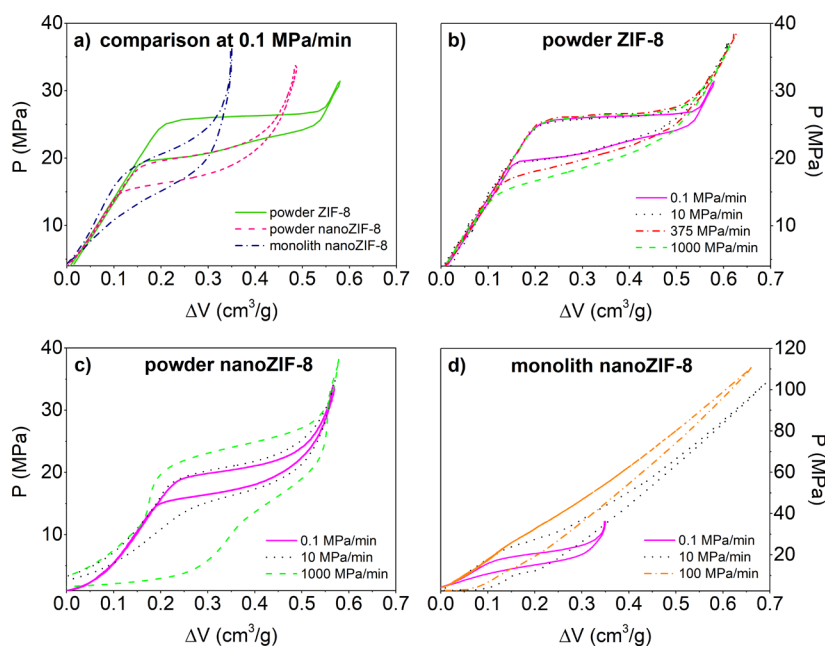 a) comparison at 0.1 MPa/min
P (MPa)
40
30
20
10
0.0 0.1 0.2 0.3 0.4 0.5 0.6 0.7
ΔV (cm³/g)
powder ZIF-8
powder nanoZIF-8
monolith nanoZIF-8
b) powder ZIF-8
40
30
20
10
P (MPa)
0.0 0.1 0.2 0.3 0.4 0.5 0.6 0.7
ΔV (cm³/g)
0.1 MPa/min
10 MPa/min
375 MPa/min
1000 MPa/min
c) powder nanoZIF-8
P (MPa)
40
30
20
10
0.0 0.1 0.2 0.3 0.4 0.5 0.6 0.7
ΔV (cm³/g)
0.1 MPa/min
10 MPa/min
1000 MPa/min
d) monolith nanoZIF-8
120
100
80
60
40
20
P (MPa)
0.0 0.1 0.2 0.3 0.4 0.5 0.6 0.7
ΔV (cm³/g)
0.1 MPa/min
10 MPa/min
100 MPa/min